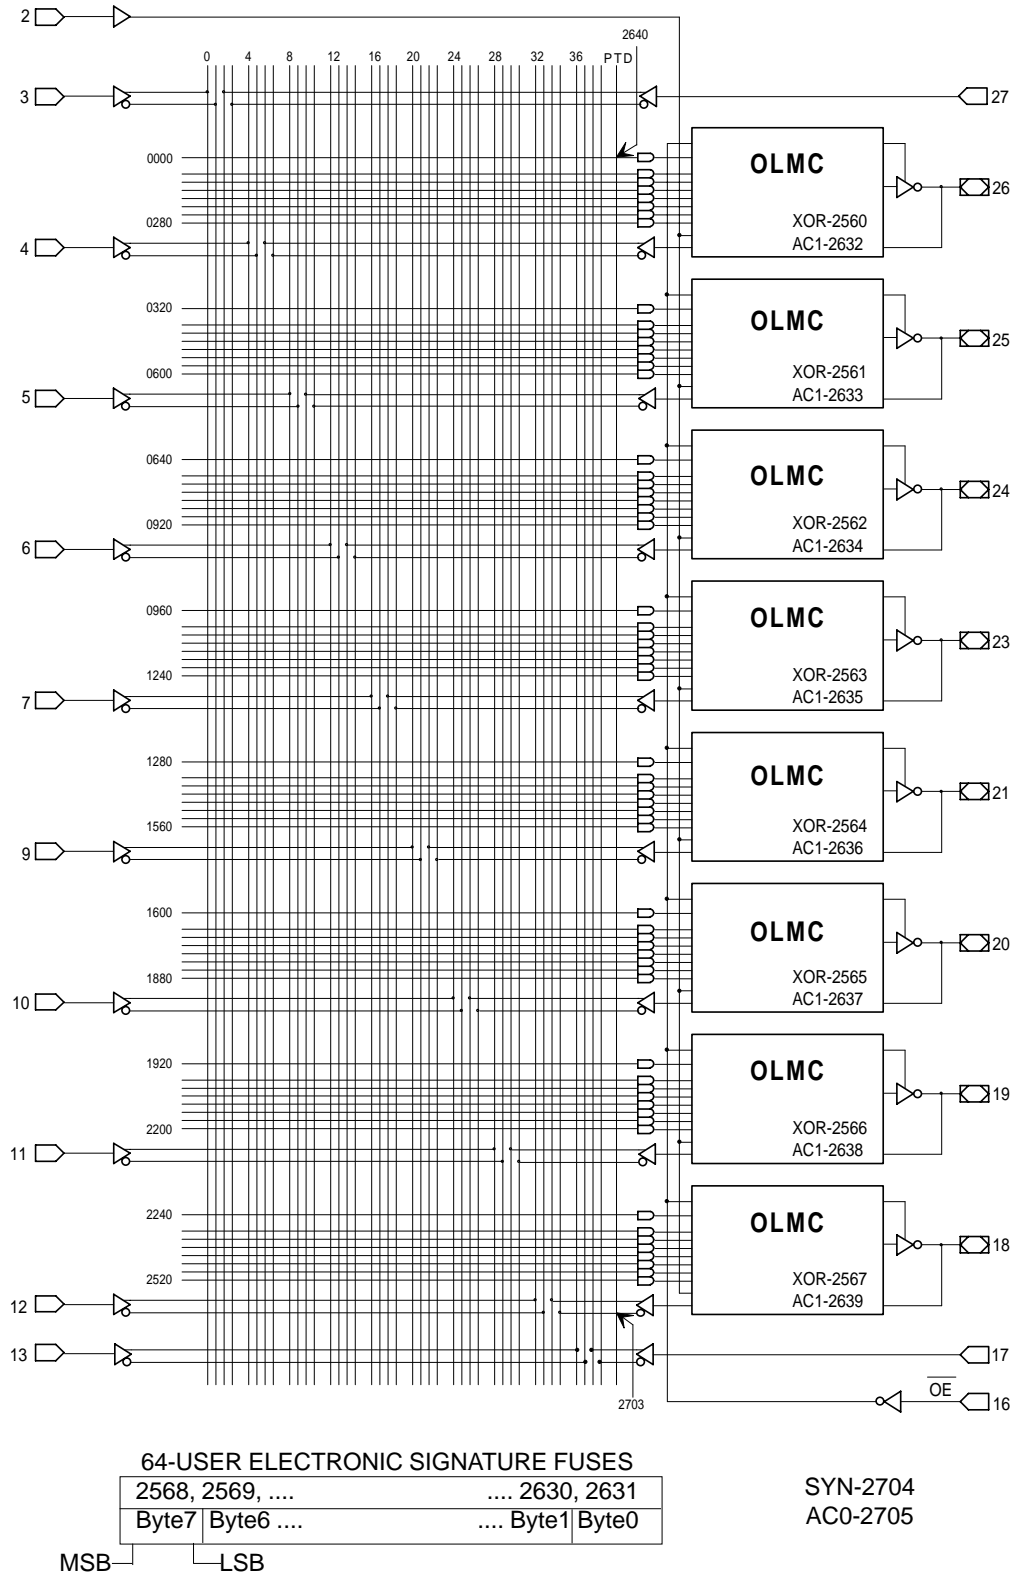 2
2640
0 4 8 12 16 20 24 28 32 36 PTD
3
27
0000
OLMC
26
0280
XOR-2560
4
AC1-2632
0320
OLMC
25
0600
XOR-2561
5
AC1-2633
0640
OLMC
24
0920
XOR-2562
6
AC1-2634
0960
OLMC
23
1240
XOR-2563
7
AC1-2635
1280
OLMC
21
1560
XOR-2564
9
AC1-2636
1600
OLMC
20
1880
XOR-2565
10
AC1-2637
1920
OLMC
19
2200
XOR-2566
11
AC1-2638
2240
OLMC
18
2520
XOR-2567
12
AC1-2639
13
17
2703
OE
16
64-USER ELECTRONIC SIGNATURE FUSES
2568, 2569, .... .... 2630, 2631
Byte7 Byte6 .... .... Byte1 Byte0
MSB LSB
SYN-2704
AC0-2705